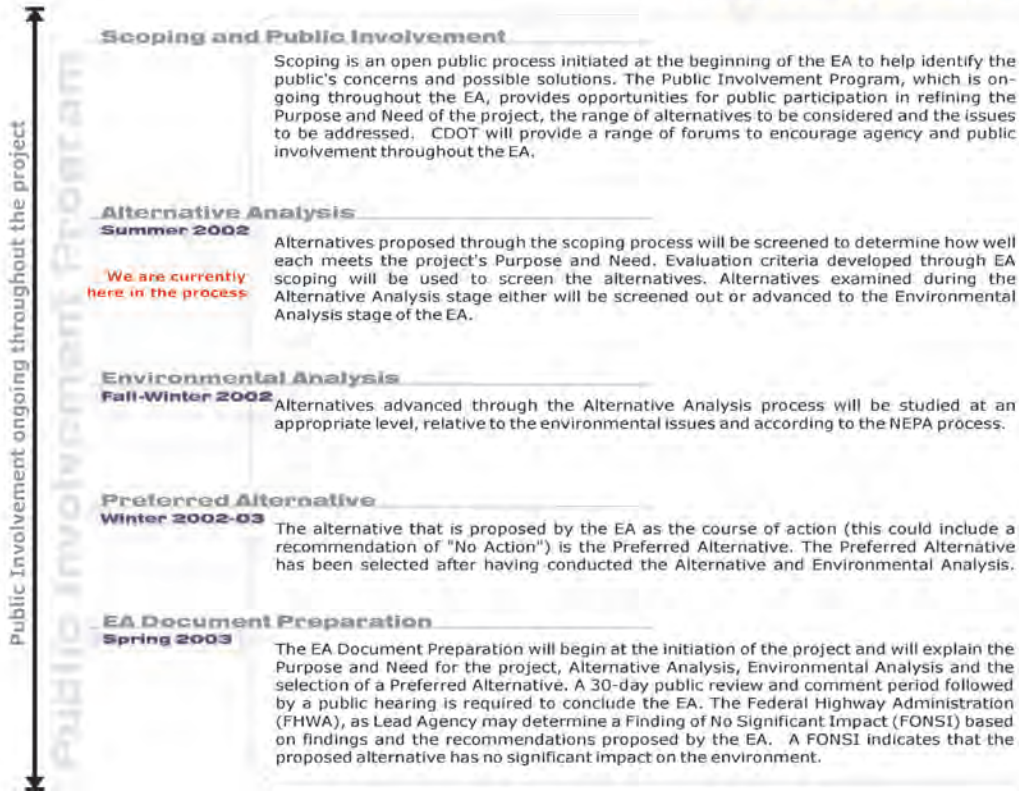 Public Involvement ongoing throughout the project
Public Involvement Program
Scoping and Public Involvement
Scoping is an open public process initiated at the beginning of the EA to help identify the
public's concerns and possible solutions. The Public Involvement Program, which is on-
going throughout the EA, provides opportunities for public participation in refining the
Purpose and Need of the project, the range of alternatives to be considered and the issues
to be addressed. CDOT will provide a range of forums to encourage agency and public
involvement throughout the EA.
Alternative Analysis
Summer 2002
We are currently
here in the process
Alternatives proposed through the scoping process will be screened to determine how well
each meets the project's Purpose and Need. Evaluation criteria developed through EA
scoping will be used to screen the alternatives. Alternatives examined during the
Alternative Analysis stage either will be screened out or advanced to the Environmental
Analysis stage of the EA.
Environmental Analysis
Fall-Winter 2002
Alternatives advanced through the Alternative Analysis process will be studied at an
appropriate level, relative to the environmental issues and according to the NEPA process.
Preferred Alternative
Winter 2002-03
The alternative that is proposed by the EA as the course of action (this could include a
recommendation of "No Action") is the Preferred Alternative. The Preferred Alternative
has been selected after having conducted the Alternative and Environmental Analysis.
EA Document Preparation
Spring 2003
The EA Document Preparation will begin at the initiation of the project and will explain the
Purpose and Need for the project, Alternative Analysis, Environmental Analysis and the
selection of a Preferred Alternative. A 30-day public review and comment period followed
by a public hearing is required to conclude the EA. The Federal Highway Administration
(FHWA), as Lead Agency may determine a Finding of No Significant Impact (FONSI) based
on findings and the recommendations proposed by the EA. A FONSI indicates that the
proposed alternative has no significant impact on the environment.